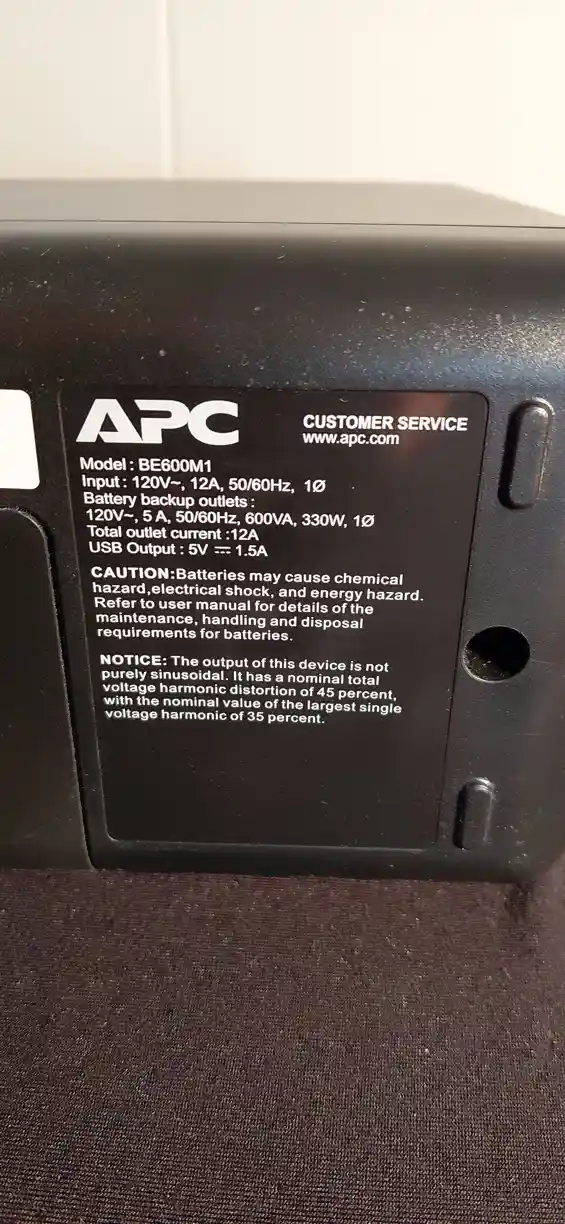 APC
CUSTOMER SERVICE
www.apc.com
Model : BE600M1
Input : 120V~, 12A, 50/60Hz, 1Ø
Battery backup outlets :
120V~, 5 A, 50/60Hz, 600VA, 330W, 1Ø
Total outlet current :12A
USB Output : 5V ⎓ 1.5A
CAUTION:Batteries may cause chemical
hazard,electrical shock, and energy hazard.
Refer to user manual for details of the
maintenance, handling and disposal
requirements for batteries.
NOTICE: The output of this device is not
purely sinusoidal. It has a nominal total
voltage harmonic distortion of 45 percent,
with the nominal value of the largest single
voltage harmonic of 35 percent.